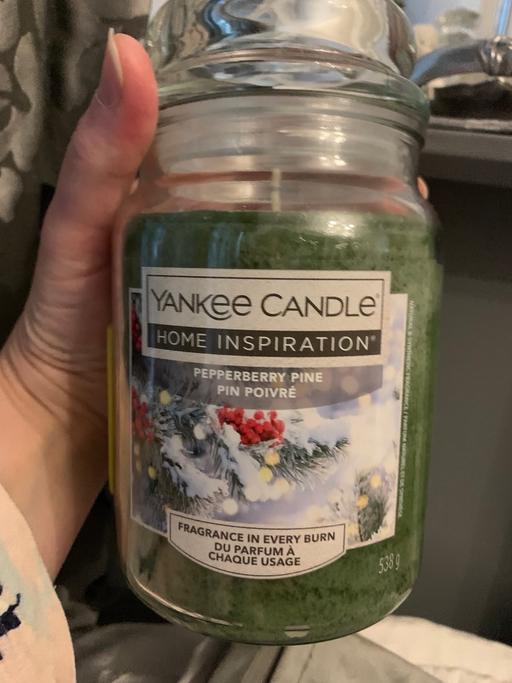 YANKEE CANDLE®
HOME INSPIRATION®
PEPPERBERRY PINE
PIN POIVRÉ
FRAGRANCE IN EVERY BURN
DU PARFUM À
CHAQUE USAGE
538 g